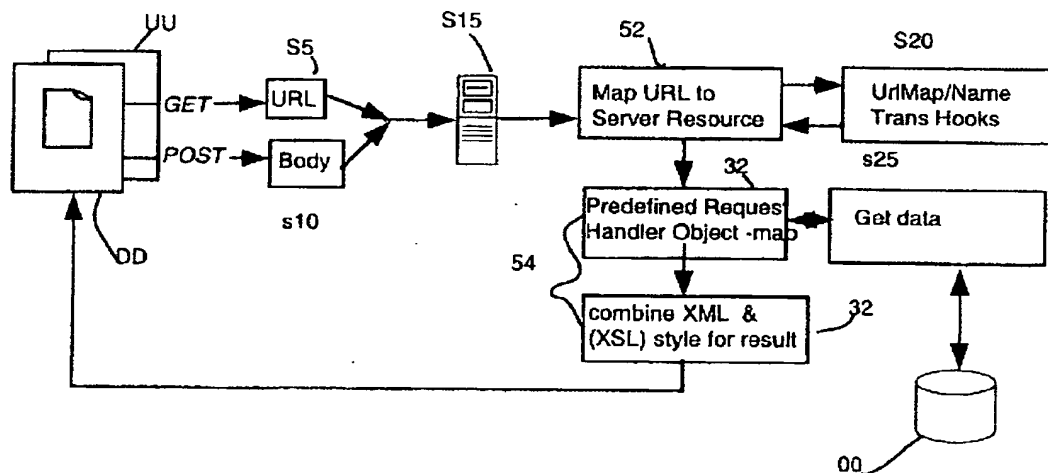 UU
S5
S15
52
S20
GET
URL
Map URL to
Server Resource
UrlMap/Name
Trans Hooks
POST
Body
s25
s10
32
DD
Predefined Request
Handler Object -map
Get data
54
combine XML &
(XSL) style for result
32
00